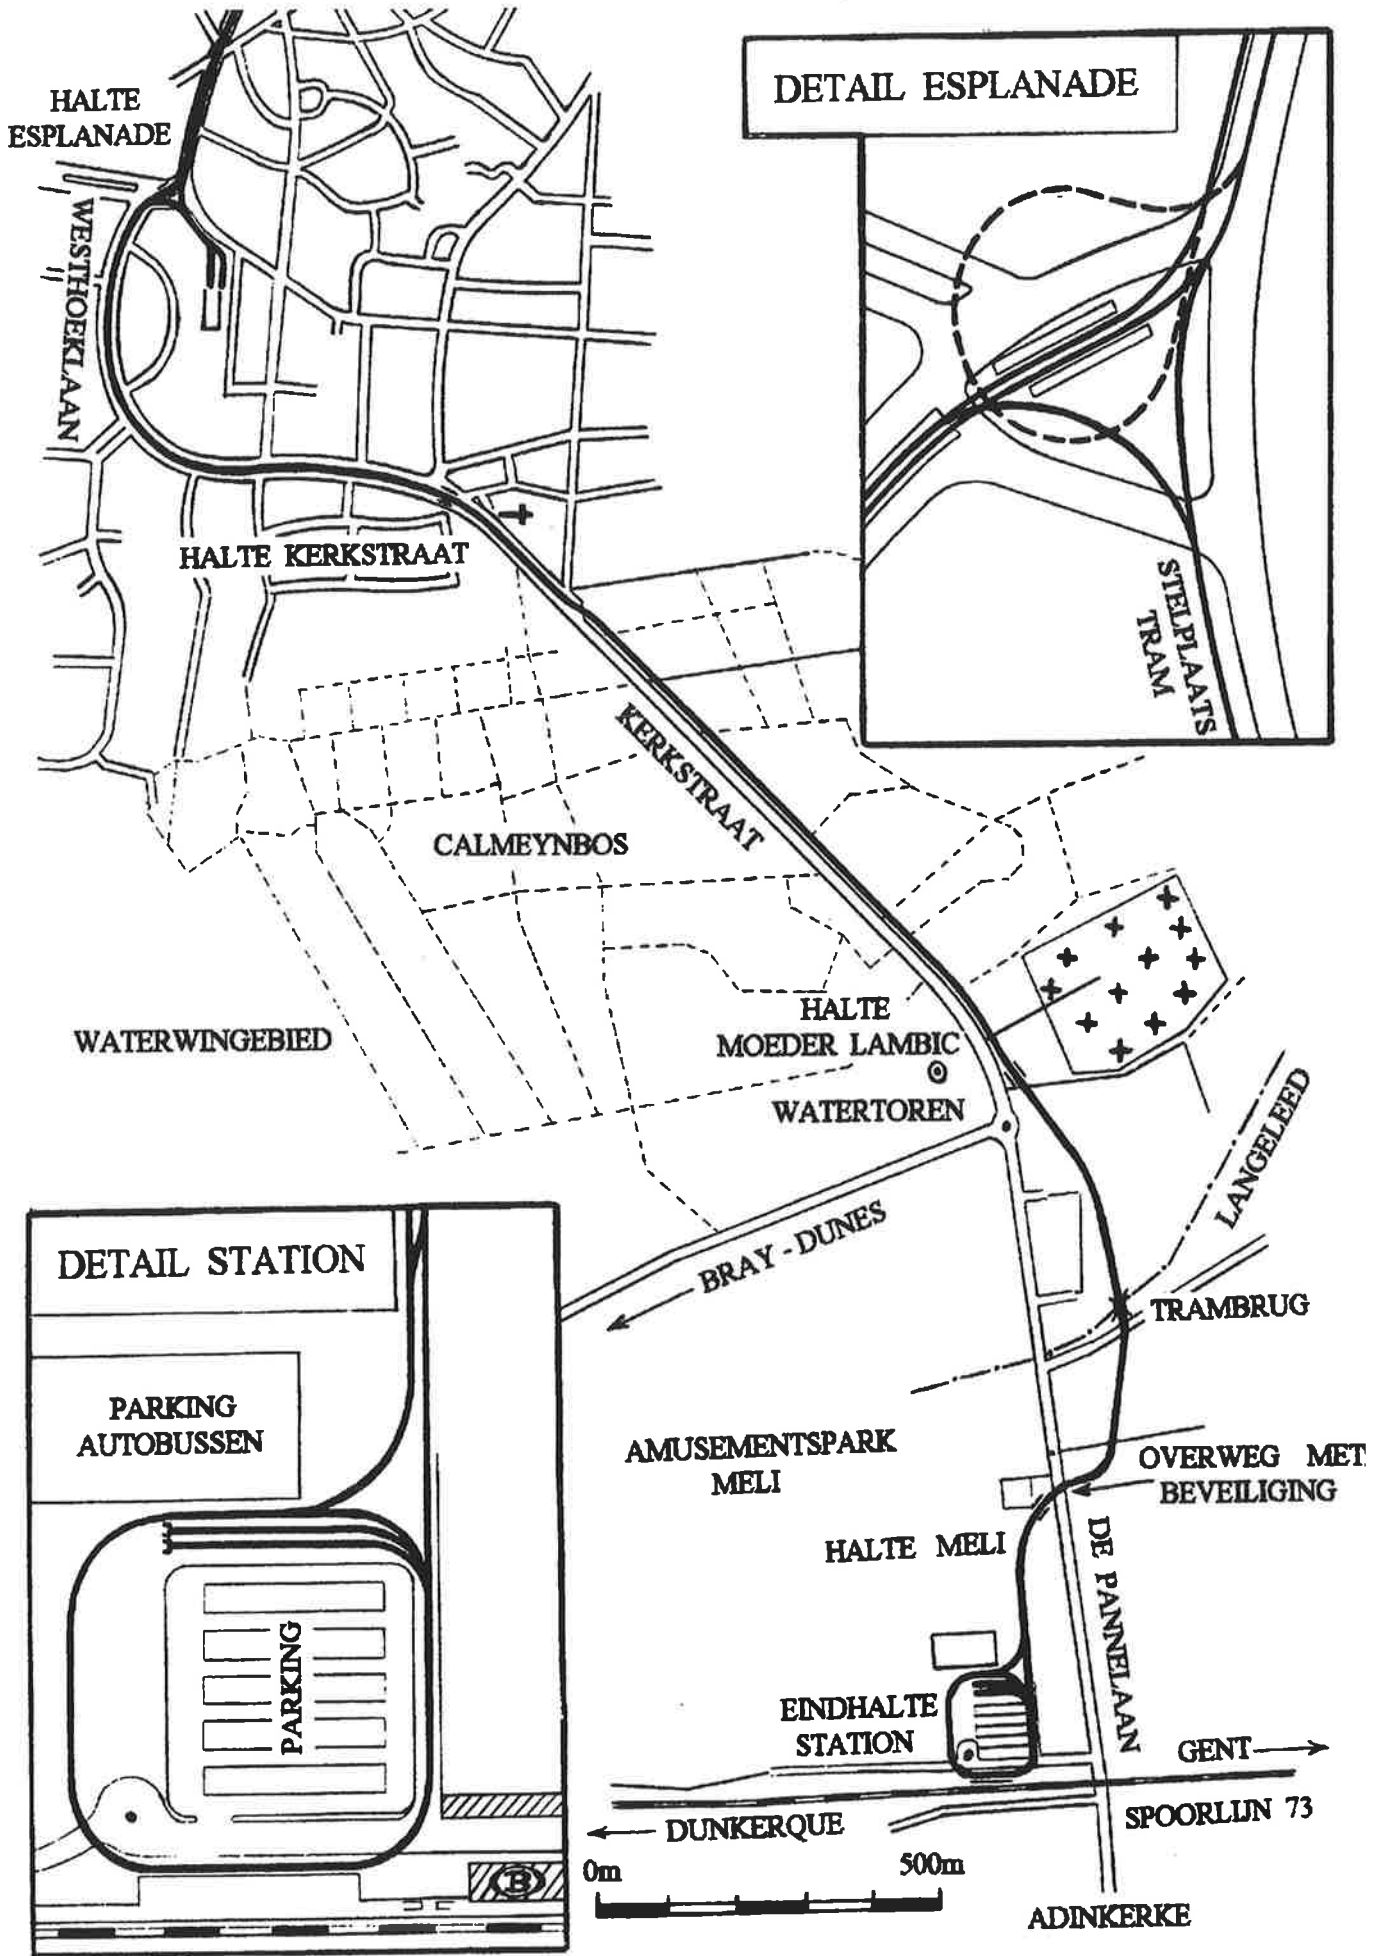 HALTE
ESPLANADE
DETAIL ESPLANADE
WESTHOEKLAAN
HALTE KERKSTRAAT
STELPLAATS
TRAM
KERKSTRAAT
CALMEYNBOS
WATERWINGEBIED
HALTE
MOEDER LAMBIC
WATERTOREN
LANGELEED
BRAY - DUNES
TRAMBRUG
DETAIL STATION
PARKING
AUTOBUSSEN
PARKING
B
AMUSEMENTSPARK
MELI
OVERWEG MET
BEVEILIGING
HALTE MELI
DE PANNELAAN
EINDHALTE
STATION
GENT
DUNKERQUE
SPOORLIJN 73
0m
500m
ADINKERKE